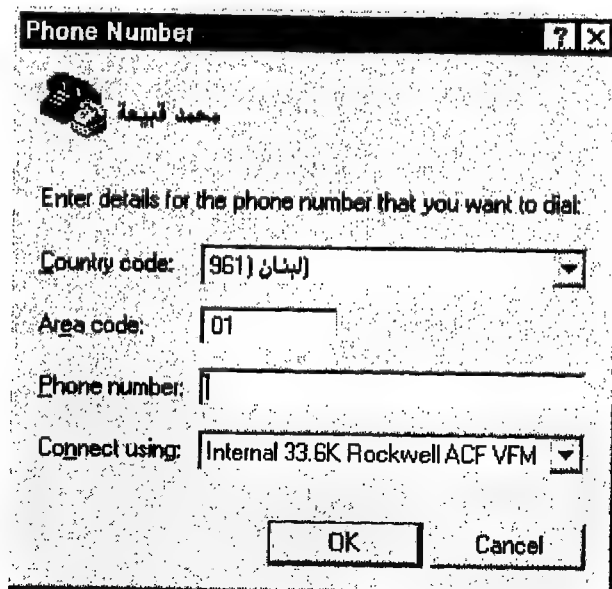 Phone Number
محمد قبيعة
Enter details for the phone number that you want to dial:
Country code: لبنان (961)
Area code: 01
Phone number:
Connect using: Internal 33.6K Rockwell ACF VFM
OK Cancel